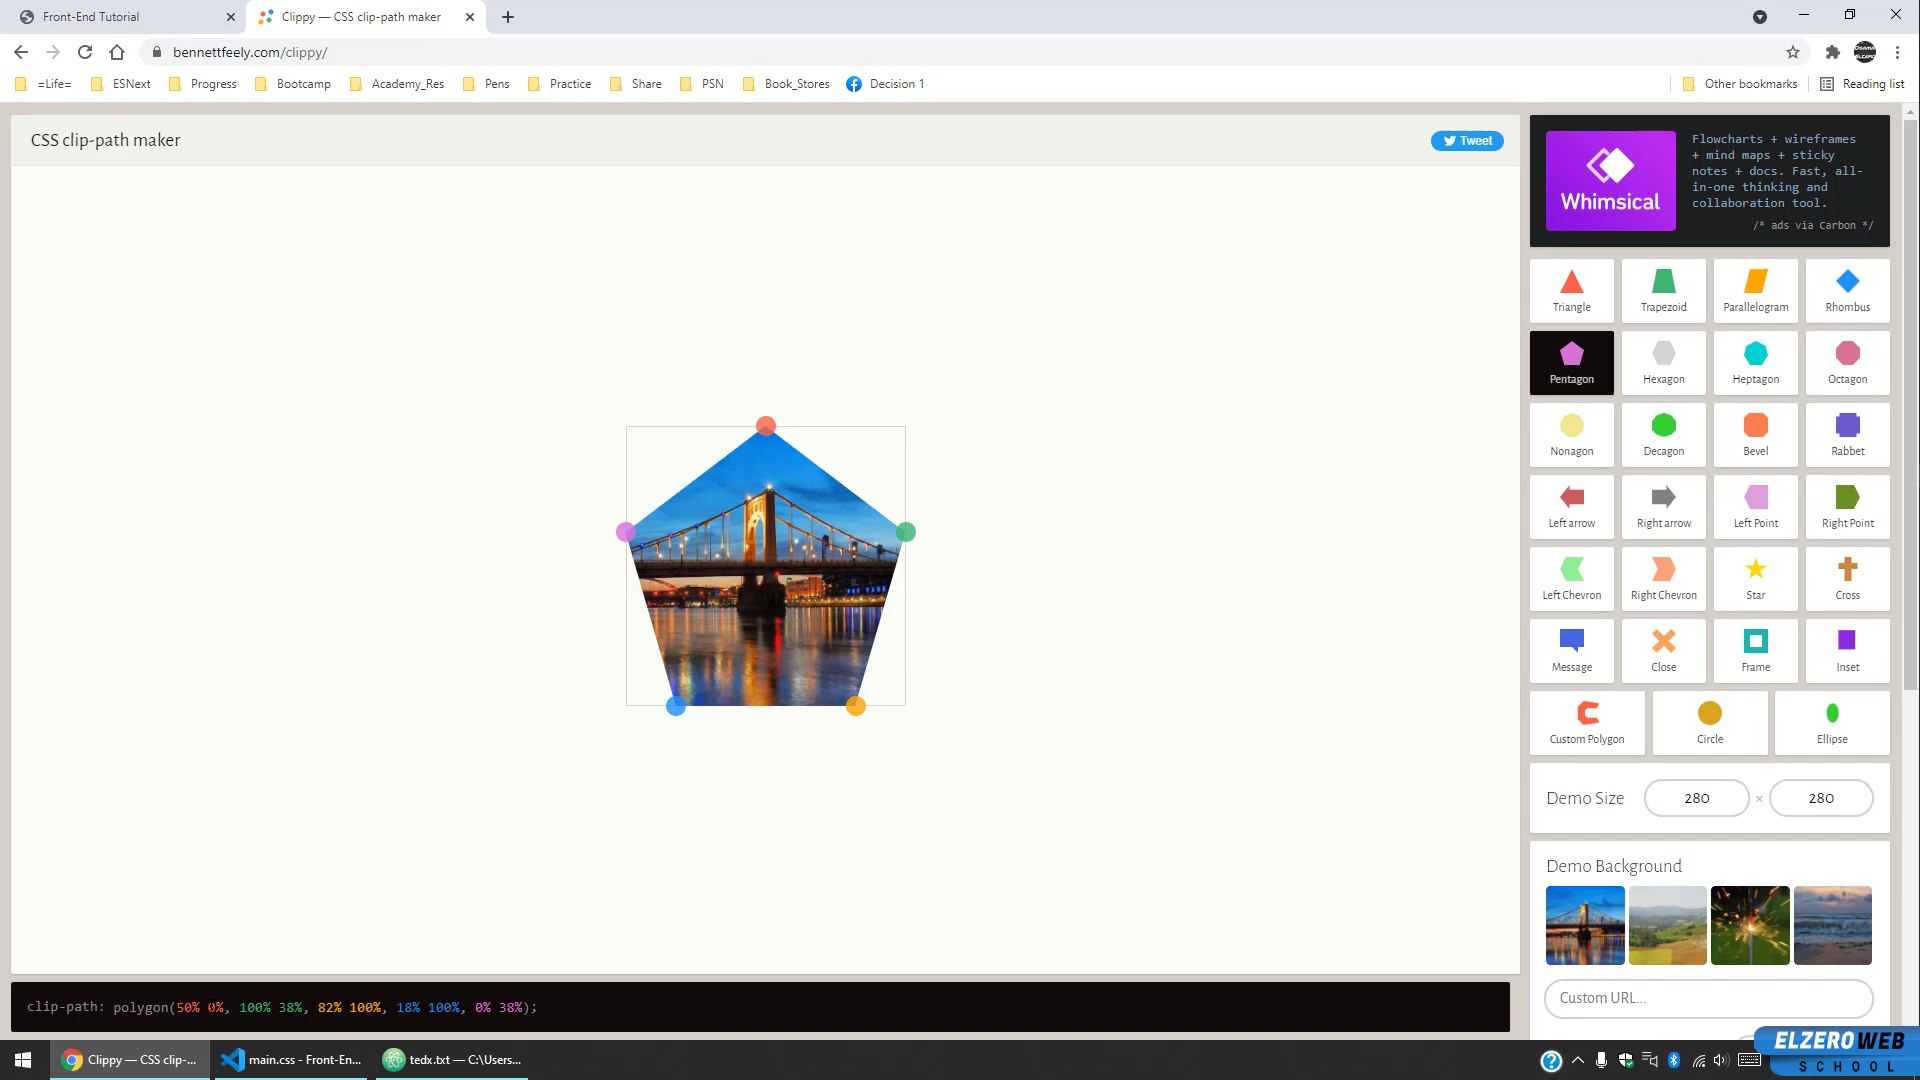 Front-End Tutorial
Clippy — CSS clip-path maker
bennettfeely.com/clippy/
=Life=
ESNext
Progress
Bootcamp
Academy_Res
Pens
Practice
Share
PSN
Book_Stores
Decision 1
Other bookmarks
Reading list
CSS clip-path maker
Tweet
Whimsical
Flowcharts + wireframes
+ mind maps + sticky
notes + docs. Fast, all-
in-one thinking and
collaboration tool.
/* ads via Carbon */
Triangle
Trapezoid
Parallelogram
Rhombus
Pentagon
Hexagon
Heptagon
Octagon
Nonagon
Decagon
Bevel
Rabbet
Left arrow
Right arrow
Left Point
Right Point
Left Chevron
Right Chevron
Star
Cross
Message
Close
Frame
Inset
Custom Polygon
Circle
Ellipse
Demo Size
280
×
280
Demo Background
Custom URL...
clip-path: polygon(50% 0%, 100% 38%, 82% 100%, 18% 100%, 0% 38%);
Clippy — CSS clip-...
main.css - Front-En...
tedx.txt — C:\Users...
ELZERO WEB
SCHOOL